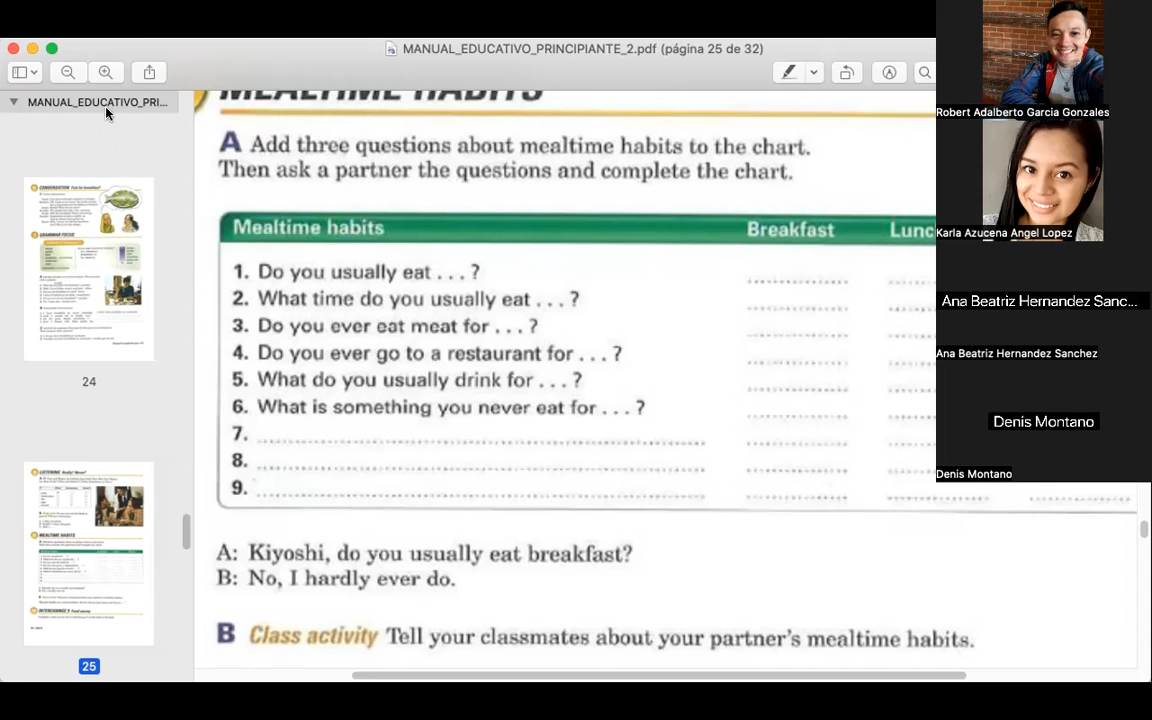 MANUAL_EDUCATIVO_PRINCIPIANTE_2.pdf (página 25 de 32)
MANUAL_EDUCATIVO_PRI...
24
25
MEALTIME HABITS
A Add three questions about mealtime habits to the chart.
Then ask a partner the questions and complete the chart.
Mealtime habits Breakfast Lunc
1. Do you usually eat . . . ?
2. What time do you usually eat . . . ?
3. Do you ever eat meat for . . . ?
4. Do you ever go to a restaurant for . . . ?
5. What do you usually drink for . . . ?
6. What is something you never eat for . . . ?
7.
8.
9.
A: Kiyoshi, do you usually eat breakfast?
B: No, I hardly ever do.
B Class activity Tell your classmates about your partner's mealtime habits.
Robert Adalberto Garcia Gonzales
Karla Azucena Angel Lopez
Ana Beatriz Hernandez Sanc...
Ana Beatriz Hernandez Sanchez
Denis Montano
Denis Montano